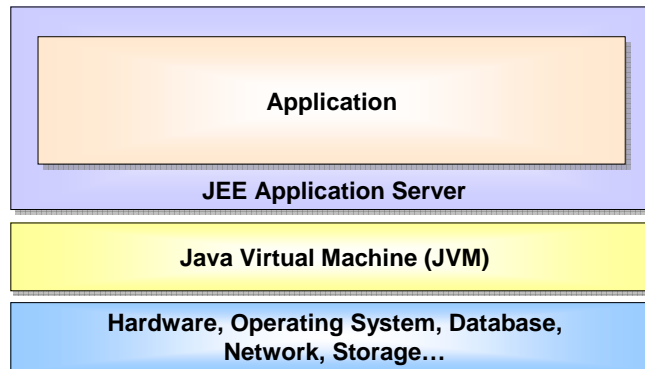 Application
JEE Application Server
Java Virtual Machine (JVM)
Hardware, Operating System, Database,
Network, Storage…